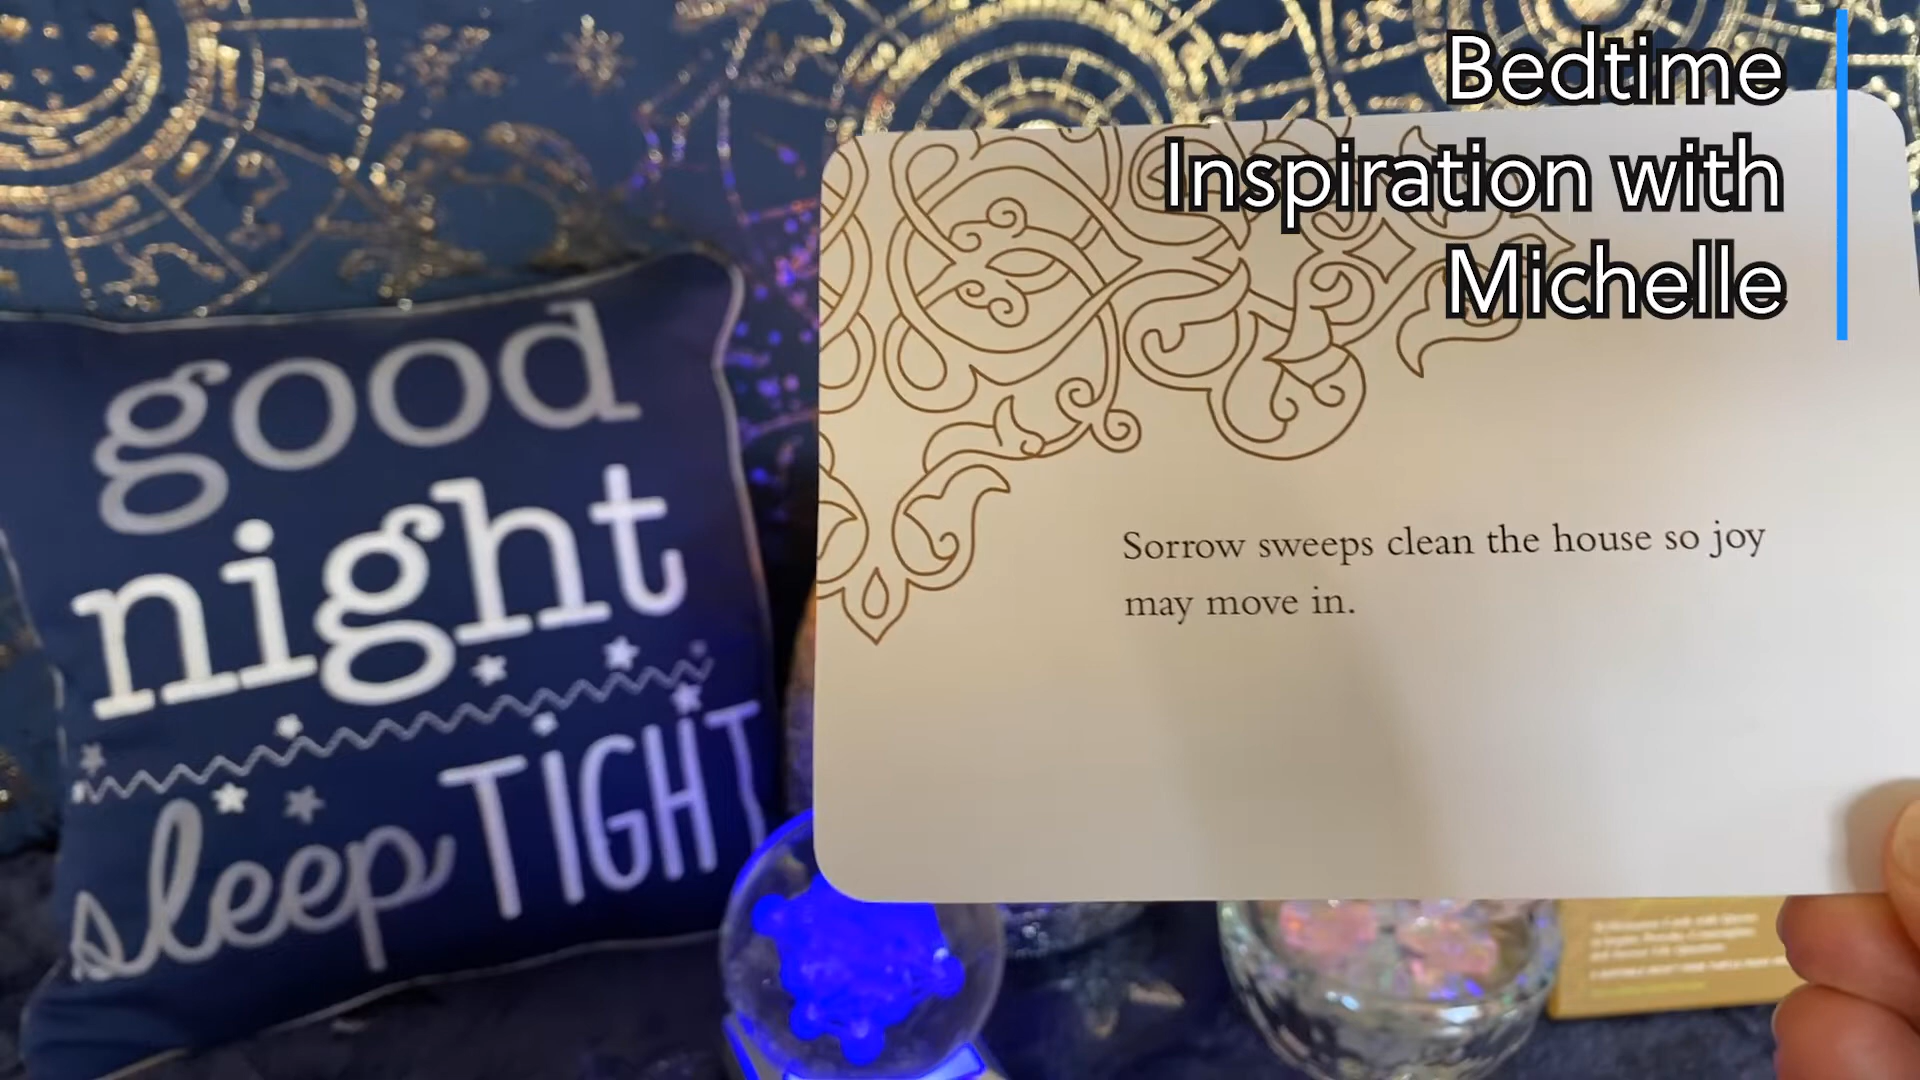 Bedtime
Inspiration with
Michelle
good
night
sleep TIGHT
Sorrow sweeps clean the house so joy
may move in.